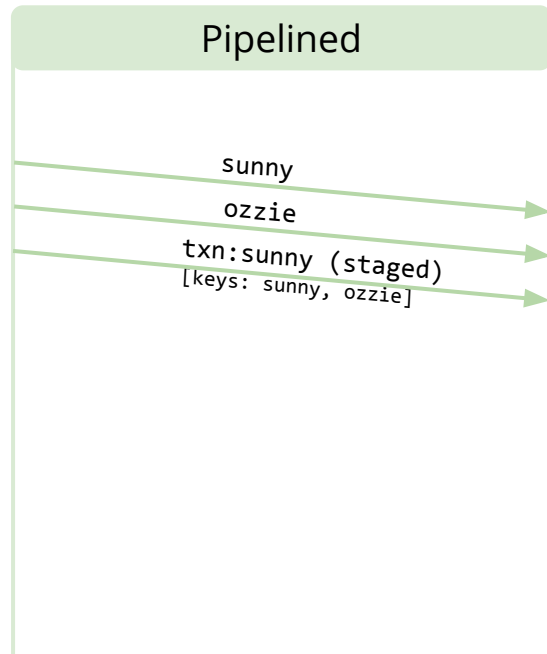 Pipelined
sunny
ozzie
txn:sunny (staged)
[keys: sunny, ozzie]